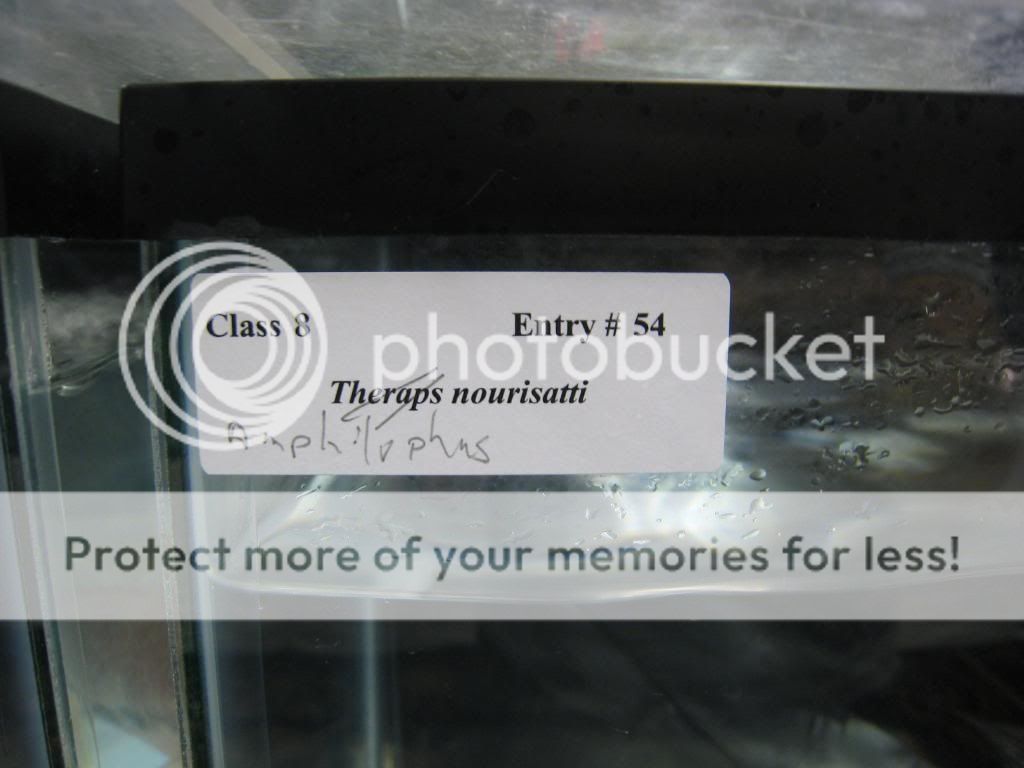 Class 8 Entry # 54
photobucket
Theraps nourisatti
Amphilophus
Protect more of your memories for less!